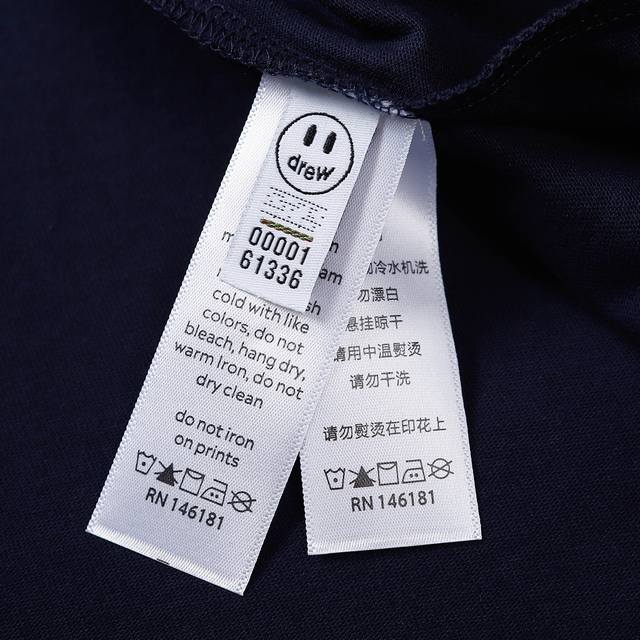 drew
00001
61336
cold with like
colors, do not
bleach, hang dry,
warm Iron, do not
dry clean
do not iron
on prints
RN 146181
冷水机洗
勿漂白
悬挂晾干
请用中温熨烫
请勿干洗
请勿熨烫在印花上
RN 146181